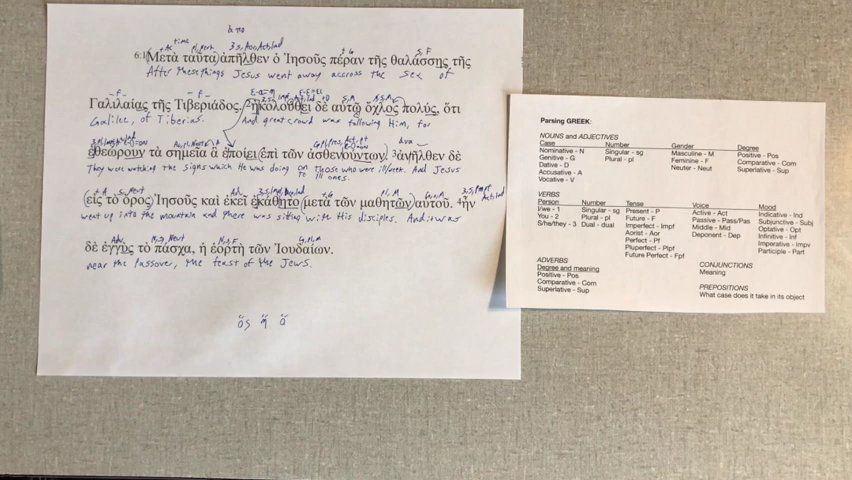 6:1 Μετὰ ταῦτα ἀπῆλθεν ὁ Ἰησοῦς πέραν τῆς θαλάσσης τῆς
After these things Jesus went away accross the sea of
Γαλιλαίας τῆς Τιβεριάδος. 2 ἠκολούθει δὲ αὐτῷ ὄχλος πολύς, ὅτι
Galilee, of Tiberias. And great crowd was following Him, for
ἐθεώρουν τὰ σημεῖα ἃ ἐποίει ἐπὶ τῶν ἀσθενούντων. 3 ἀνῆλθεν δὲ
They were watching the signs which He was doing on those who were ill/weak. And Jesus
to ill ones.
εἰς τὸ ὄρος Ἰησοῦς καὶ ἐκεῖ ἐκάθητο μετὰ τῶν μαθητῶν αὐτοῦ. 4 ἦν
went up into the mountain and there was sitting with His disciples. And it was
δὲ ἐγγὺς τὸ πάσχα, ἡ ἑορτὴ τῶν Ἰουδαίων.
near the Passover, the feast of the Jews.
ὅς ἥ ὅ
Parsing GREEK:
NOUNS and ADJECTIVES
Case Number Gender Degree
Nominative - N Singular - sg Masculine - M Positive - Pos
Genitive - G Plural - pl Feminine - F Comparative - Com
Dative - D Neuter - Neut Superlative - Sup
Accusative - A
Vocative - V
VERBS
Person Number Tense Voice Mood
I/we - 1 Singular - sg Present - P Active - Act Indicative - Ind
You - 2 Plural - pl Future - F Passive - Pass/Pas Subjunctive - Subj
S/he/they - 3 Dual - dual Imperfect - Impf Middle - Mid Optative - Opt
Aorist - Aor Deponent - Dep Infinitive - Inf
Perfect - Pf Imperative - Impv
Pluperfect - Plpf Participle - Part
Future Perfect - Fpf
ADVERBS CONJUNCTIONS
Degree and meaning Meaning
Positive - Pos
Comparative - Com PREPOSITIONS
Superlative - Sup What case does it take in its object